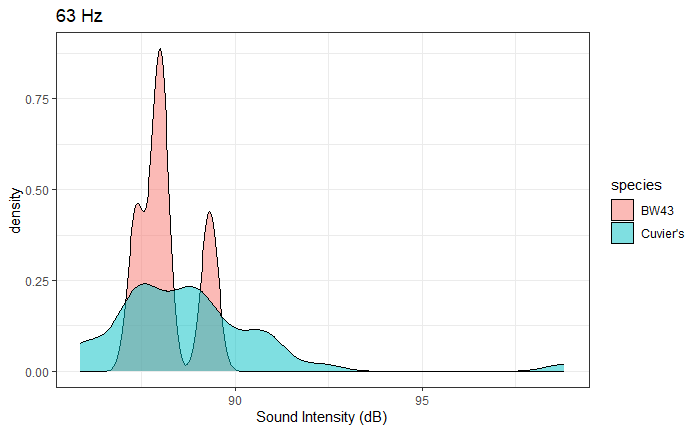 63 Hz
0.75
0.50
0.25
0.00
density
90
95
Sound Intensity (dB)
species
BW43
Cuvier's